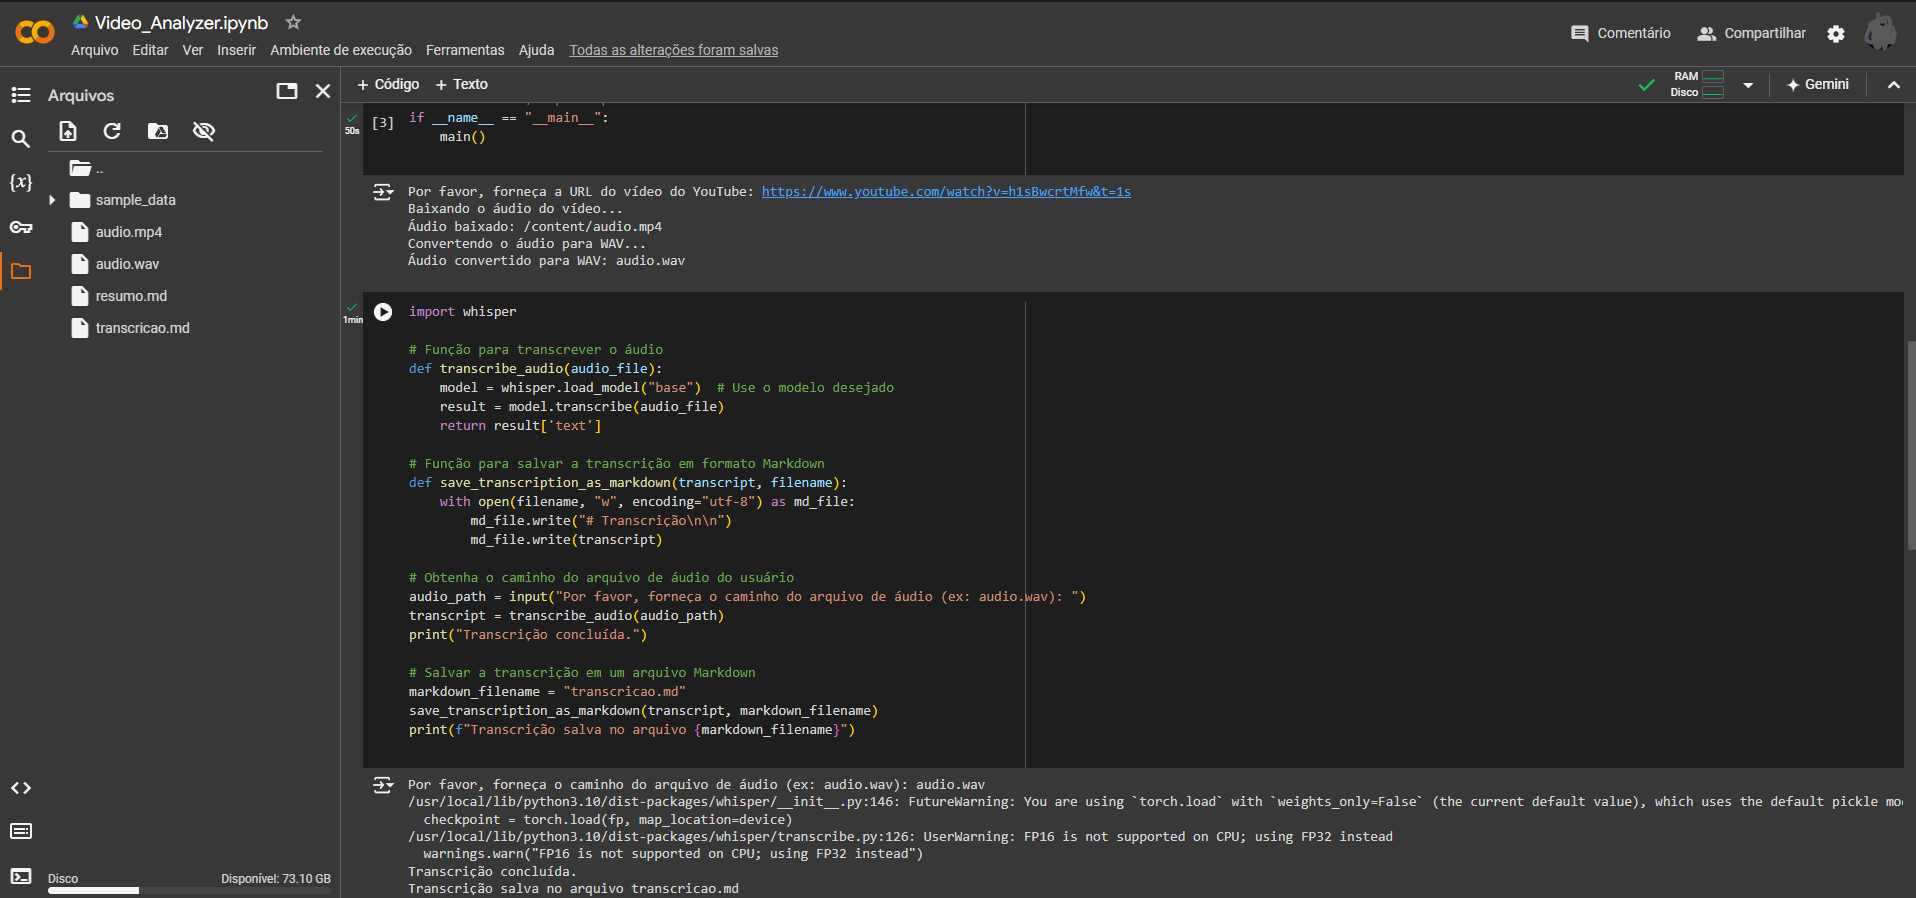 Video_Analyzer.ipynb
Arquivo Editar Ver Inserir Ambiente de execução Ferramentas Ajuda Todas as alterações foram salvas
Comentário
Compartilhar
Arquivos
+ Código + Texto
RAM
Disco
Gemini
..
sample_data
audio.mp4
audio.wav
resumo.md
transcricao.md
{x}
Disco
Disponível: 73.10 GB
50s
[3]
if __name__ == "__main__":
    main()
Por favor, forneça a URL do vídeo do YouTube: https://www.youtube.com/watch?v=h1sBwcrtMfw&t=1s
Baixando o áudio do vídeo...
Áudio baixado: /content/audio.mp4
Convertendo o áudio para WAV...
Áudio convertido para WAV: audio.wav
1min
import whisper
# Função para transcrever o áudio
def transcribe_audio(audio_file):
    model = whisper.load_model("base")  # Use o modelo desejado
    result = model.transcribe(audio_file)
    return result['text']
# Função para salvar a transcrição em formato Markdown
def save_transcription_as_markdown(transcript, filename):
    with open(filename, "w", encoding="utf-8") as md_file:
        md_file.write("# Transcrição\n\n")
        md_file.write(transcript)
# Obtenha o caminho do arquivo de áudio do usuário
audio_path = input("Por favor, forneça o caminho do arquivo de áudio (ex: audio.wav): ")
transcript = transcribe_audio(audio_path)
print("Transcrição concluída.")
# Salvar a transcrição em um arquivo Markdown
markdown_filename = "transcricao.md"
save_transcription_as_markdown(transcript, markdown_filename)
print(f"Transcrição salva no arquivo {markdown_filename}")
Por favor, forneça o caminho do arquivo de áudio (ex: audio.wav): audio.wav
/usr/local/lib/python3.10/dist-packages/whisper/__init__.py:146: FutureWarning: You are using `torch.load` with `weights_only=False` (the current default value), which uses the default pickle mo
  checkpoint = torch.load(fp, map_location=device)
/usr/local/lib/python3.10/dist-packages/whisper/transcribe.py:126: UserWarning: FP16 is not supported on CPU; using FP32 instead
  warnings.warn("FP16 is not supported on CPU; using FP32 instead")
Transcrição concluída.
Transcrição salva no arquivo transcricao.md